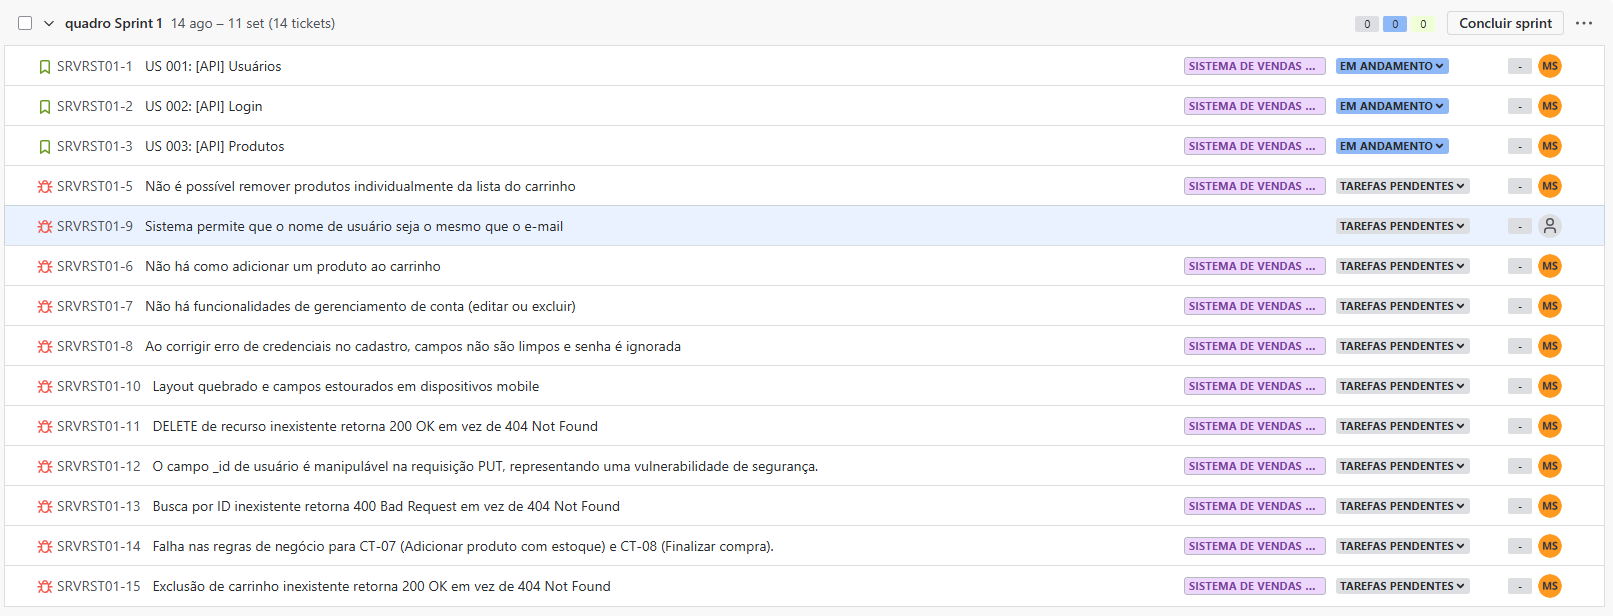 quadro Sprint 1 14 ago – 11 set (14 tickets) 0 0 0 Concluir sprint
SRVRST01-1 US 001: [API] Usuários SISTEMA DE VENDAS ... EM ANDAMENTO - MS
SRVRST01-2 US 002: [API] Login SISTEMA DE VENDAS ... EM ANDAMENTO - MS
SRVRST01-3 US 003: [API] Produtos SISTEMA DE VENDAS ... EM ANDAMENTO - MS
SRVRST01-5 Não é possível remover produtos individualmente da lista do carrinho SISTEMA DE VENDAS ... TAREFAS PENDENTES - MS
SRVRST01-9 Sistema permite que o nome de usuário seja o mesmo que o e-mail TAREFAS PENDENTES -
SRVRST01-6 Não há como adicionar um produto ao carrinho SISTEMA DE VENDAS ... TAREFAS PENDENTES - MS
SRVRST01-7 Não há funcionalidades de gerenciamento de conta (editar ou excluir) SISTEMA DE VENDAS ... TAREFAS PENDENTES - MS
SRVRST01-8 Ao corrigir erro de credenciais no cadastro, campos não são limpos e senha é ignorada SISTEMA DE VENDAS ... TAREFAS PENDENTES - MS
SRVRST01-10 Layout quebrado e campos estourados em dispositivos mobile SISTEMA DE VENDAS ... TAREFAS PENDENTES - MS
SRVRST01-11 DELETE de recurso inexistente retorna 200 OK em vez de 404 Not Found SISTEMA DE VENDAS ... TAREFAS PENDENTES - MS
SRVRST01-12 O campo _id de usuário é manipulável na requisição PUT, representando uma vulnerabilidade de segurança. SISTEMA DE VENDAS ... TAREFAS PENDENTES - MS
SRVRST01-13 Busca por ID inexistente retorna 400 Bad Request em vez de 404 Not Found SISTEMA DE VENDAS ... TAREFAS PENDENTES - MS
SRVRST01-14 Falha nas regras de negócio para CT-07 (Adicionar produto com estoque) e CT-08 (Finalizar compra). SISTEMA DE VENDAS ... TAREFAS PENDENTES - MS
SRVRST01-15 Exclusão de carrinho inexistente retorna 200 OK em vez de 404 Not Found SISTEMA DE VENDAS ... TAREFAS PENDENTES - MS